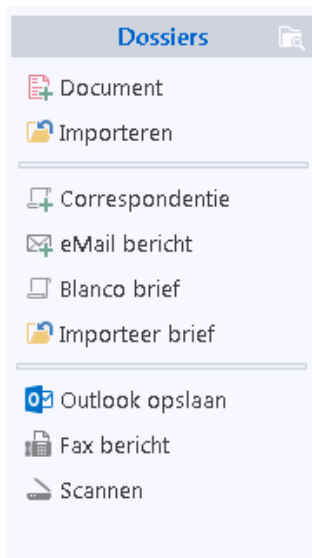 Dossiers
Document
Importeren
Correspondentie
eMail bericht
Blanco brief
Importeer brief
Outlook opslaan
Fax bericht
Scannen